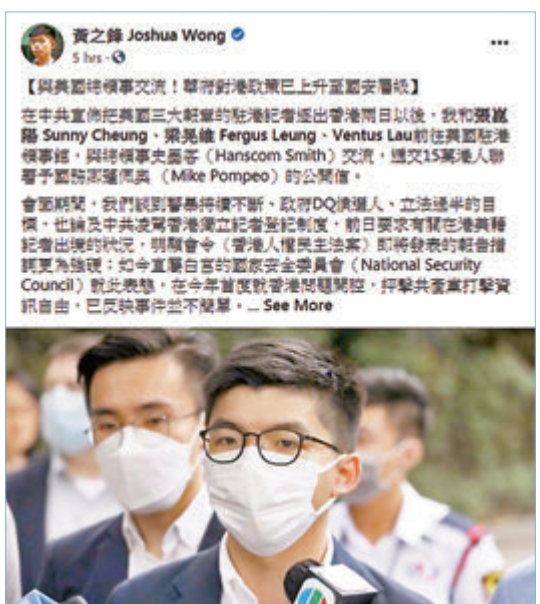 黃之鋒 Joshua Wong
5 hrs ·
【與美國總領事交流！華府對港政策已上升至國安層級】
在中共宣佈把美國三大報章的駐港記者逐出香港兩日以後，我和張崑
陽 Sunny Cheung、梁晃維 Fergus Leung、Ventus Lau前往美國駐港
領事館，與總領事史墨客（Hanscom Smith）交流，遞交15萬港人聯
署予國務卿蓬佩奧（Mike Pompeo）的公開信。
會面期間，我們談到警暴持續不斷、政府DQ候選人、立法過半的目
標，也論及中共凌駕香港獨立記者登記制度，前日要求有關在港美籍
記者出境的狀況，明顯會令（香港人權民主法案）即將發表的報告措
詞更為強硬；如今直屬白宮的國家安全委員會（National Security
Council）就此表態，在今年首度就香港問題開腔，抨擊共產黨打擊資
訊自由，已反映事件並不簡單。... See More